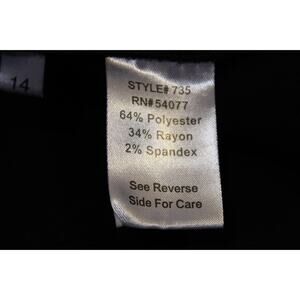 14
STYLE# 735
RN#54077
64% Polyester
34% Rayon
2% Spandex
See Reverse
Side For Care